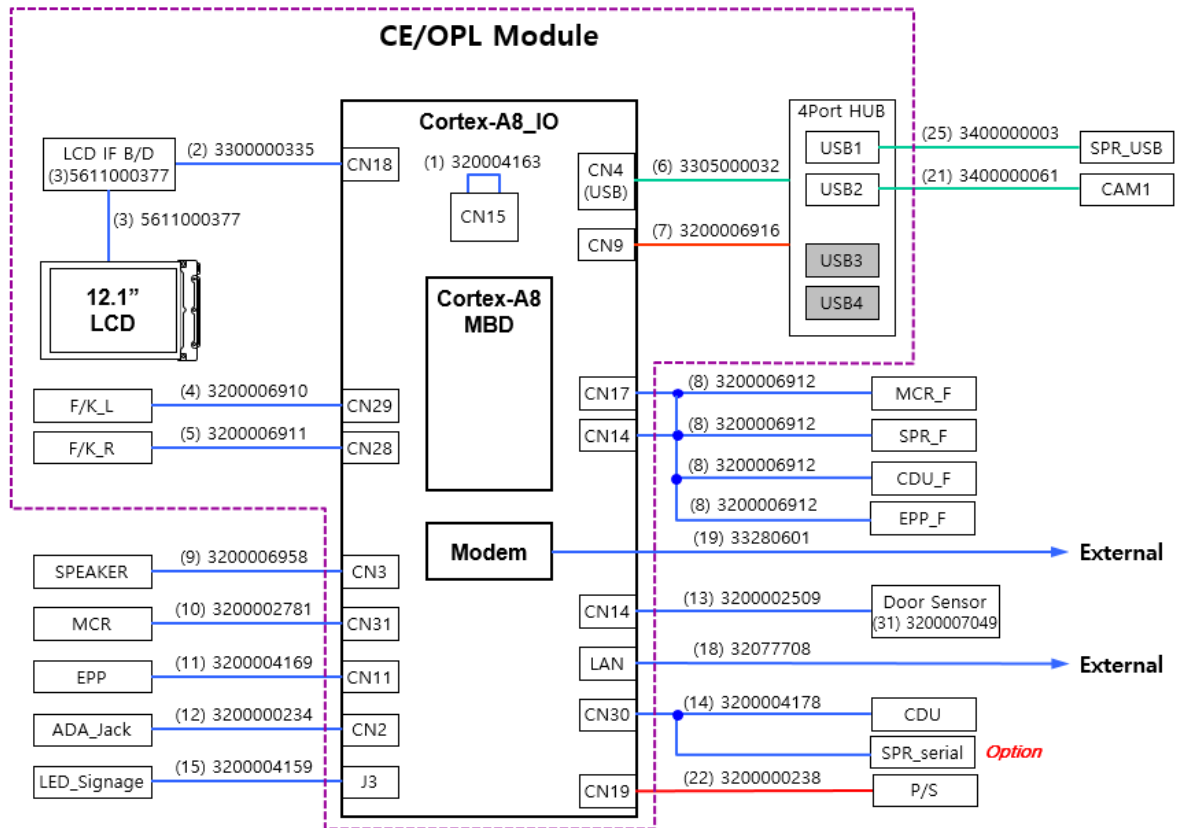 CE/OPL Module
Cortex-A8_IO
LCD IF B/D
(3)5611000377
(2) 3300000335
CN18
(1) 320004163
CN15
(3) 5611000377
12.1”
LCD
Cortex-A8
MBD
(4) 3200006910
F/K_L
CN29
(5) 3200006911
F/K_R
CN28
CN4
(USB)
(6) 3305000032
CN9
(7) 3200006916
4Port HUB
USB1
USB2
USB3
USB4
(25) 3400000003
SPR_USB
(21) 3400000061
CAM1
CN17
(8) 3200006912
MCR_F
CN14
(8) 3200006912
SPR_F
(8) 3200006912
CDU_F
(8) 3200006912
EPP_F
Modem
(19) 33280601
External
(9) 3200006958
SPEAKER
CN3
(10) 3200002781
MCR
CN31
(11) 3200004169
EPP
CN11
(12) 3200000234
ADA_Jack
CN2
(15) 3200004159
LED_Signage
J3
CN14
(13) 3200002509
Door Sensor
(31) 3200007049
LAN
(18) 32077708
External
CN30
(14) 3200004178
CDU
SPR_serial
Option
CN19
(22) 3200000238
P/S